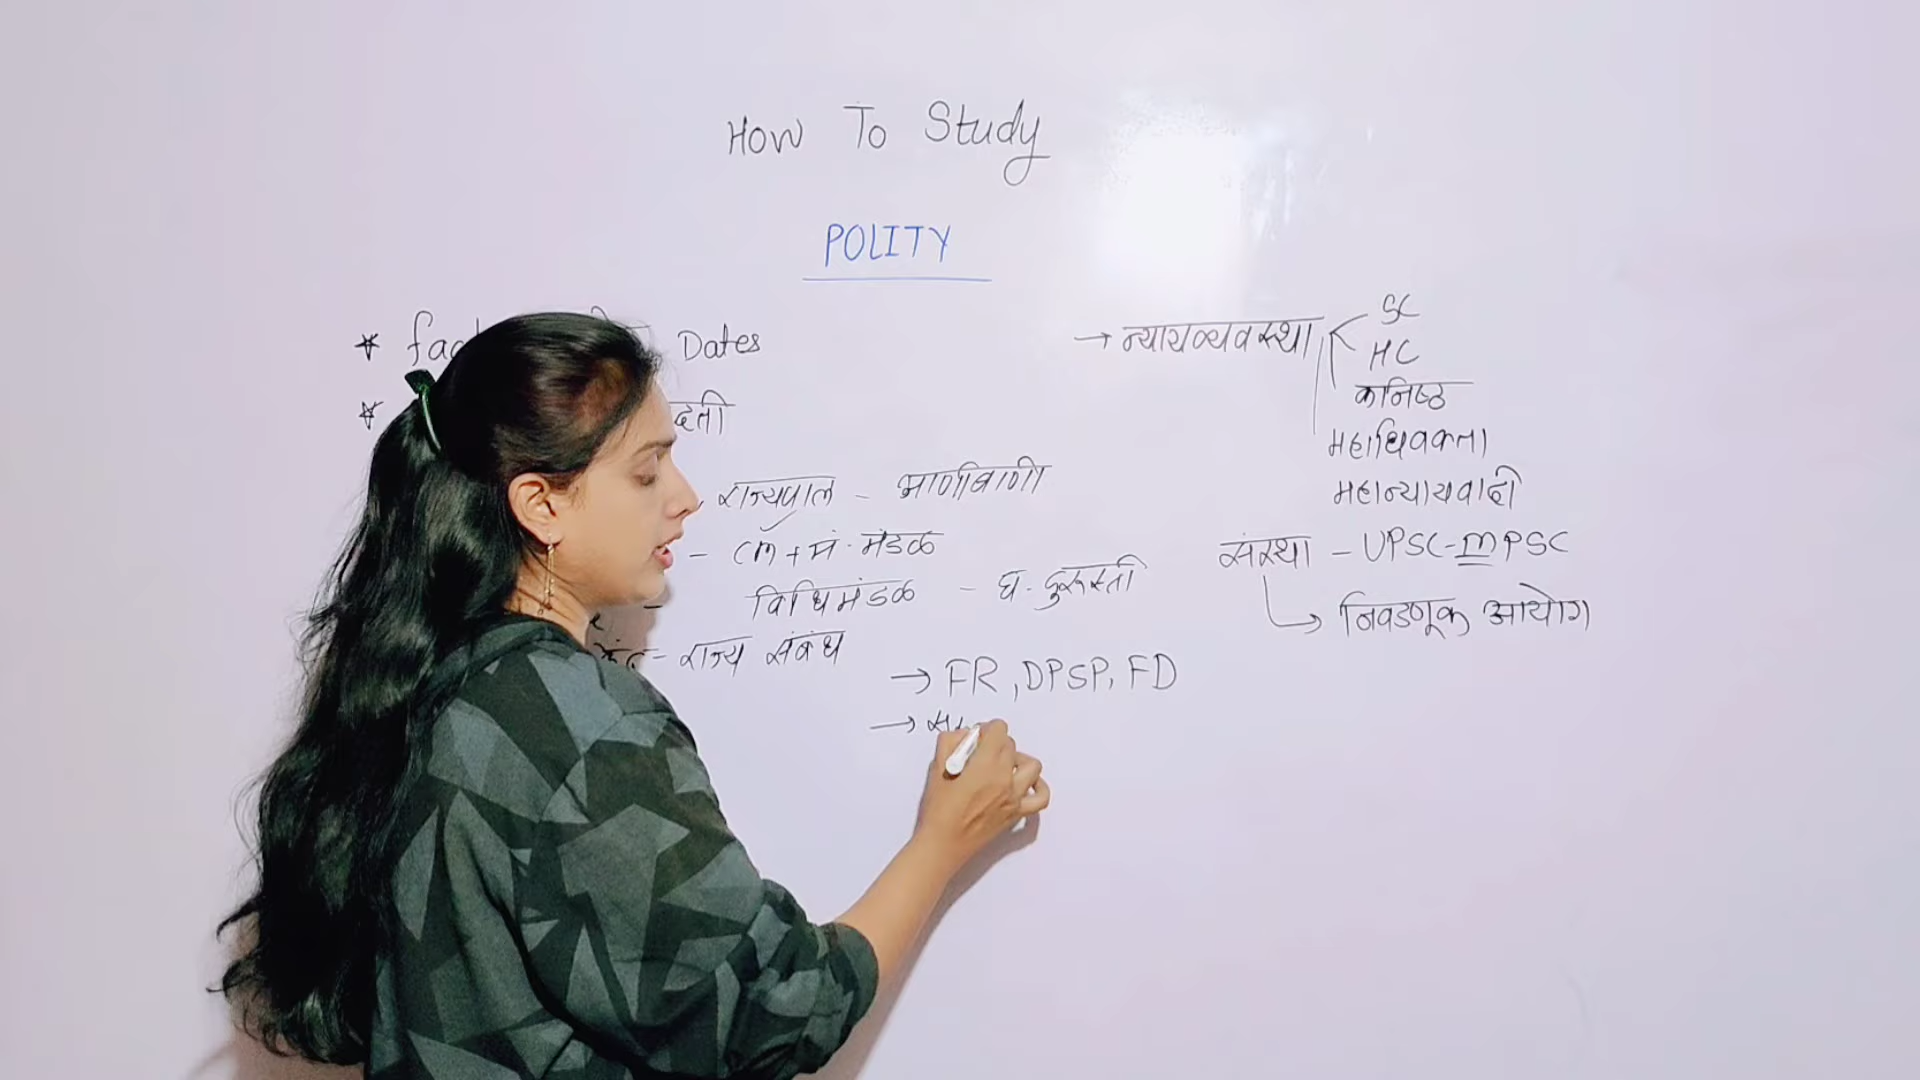 How To Study
POLITY
* Dates
*
राज्यपाल - आणीबाणी
- CM + मं. मंडळ
विधिमंडळ - घ. दुरुस्ती
केंद्र - राज्य संबंध
→ FR, DPSP, FD
→
→ न्यायव्यवस्था
SC
HC
कनिष्ठ
महाधिवक्ता
महान्यायवादी
संस्था - UPSC-MPSC
→ निवडणूक आयोग